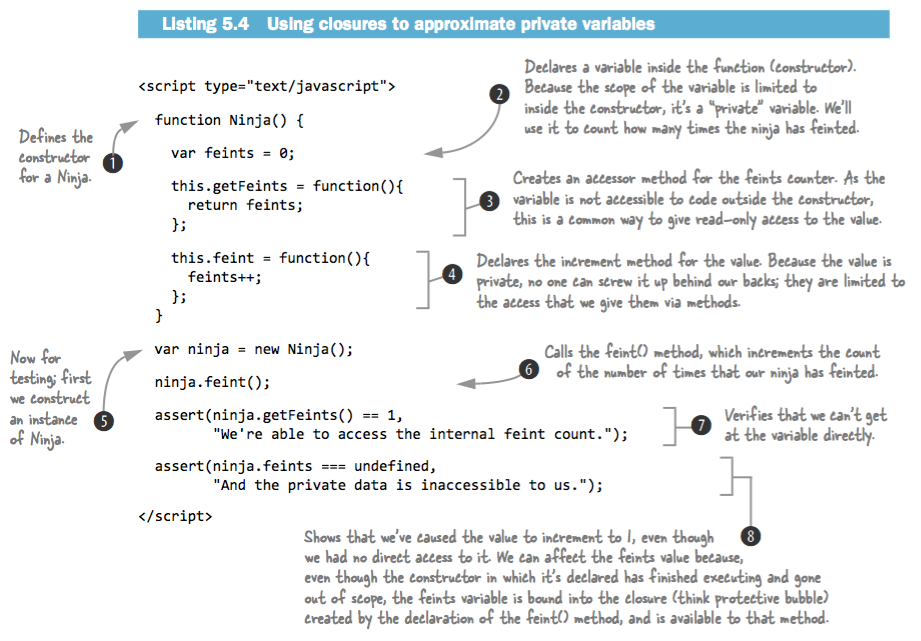 Listing 5.4 Using closures to approximate private variables
<script type="text/javascript">
function Ninja() {
var feints = 0;
this.getFeints = function(){
return feints;
};
this.feint = function(){
feints++;
};
}
var ninja = new Ninja();
ninja.feint();
assert(ninja.getFeints() == 1,
"We're able to access the internal feint count.");
assert(ninja.feints === undefined,
"And the private data is inaccessible to us.");
</script>
Defines the
constructor
for a Ninja.
1
2
Declares a variable inside the function (constructor).
Because the scope of the variable is limited to
inside the constructor, it's a "private" variable. We'll
use it to count how many times the ninja has feinted.
3
Creates an accessor method for the feints counter. As the
variable is not accessible to code outside the constructor,
this is a common way to give read-only access to the value.
4
Declares the increment method for the value. Because the value is
private, no one can screw it up behind our backs; they are limited to
the access that we give them via methods.
Now for
testing; first
we construct
an instance
of Ninja.
5
6
Calls the feint() method, which increments the count
of the number of times that our ninja has feinted.
7
Verifies that we can't get
at the variable directly.
8
Shows that we've caused the value to increment to 1, even though
we had no direct access to it. We can affect the feints value because,
even though the constructor in which it's declared has finished executing and gone
out of scope, the feints variable is bound into the closure (think protective bubble)
created by the declaration of the feint() method, and is available to that method.